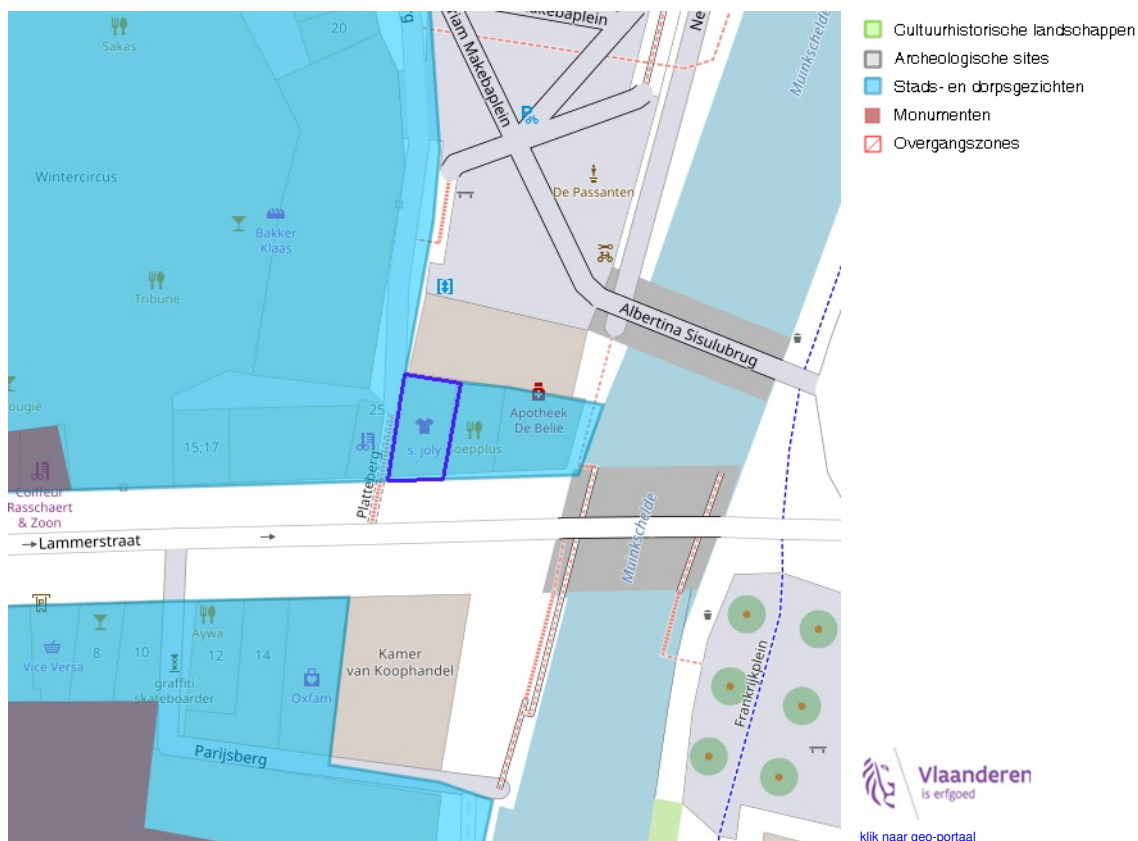 Sakas
20
Makebaplein
Miriam Makebaplein
Muinkschelde
Wintercircus
De Passanten
Bakker
Klaas
Tribune
Albertina Sisulubrug
Apotheek
De Belie
25
15;17
s. joly
Soepplus
Platteberg
Coiffeur
Rasschaert
& Zoon
Lammerstraat
Muinkschelde
Aywa
Vice Versa
8
10
12
14
graffiti
skateboarder
Oxfam
Kamer
van Koophandel
Frankrijkplein
Parijsberg
Cultuurhistorische landschappen
Archeologische sites
Stads- en dorpsgezichten
Monumenten
Overgangszones
Vlaanderen
is erfgoed
klik naar geo-portaal